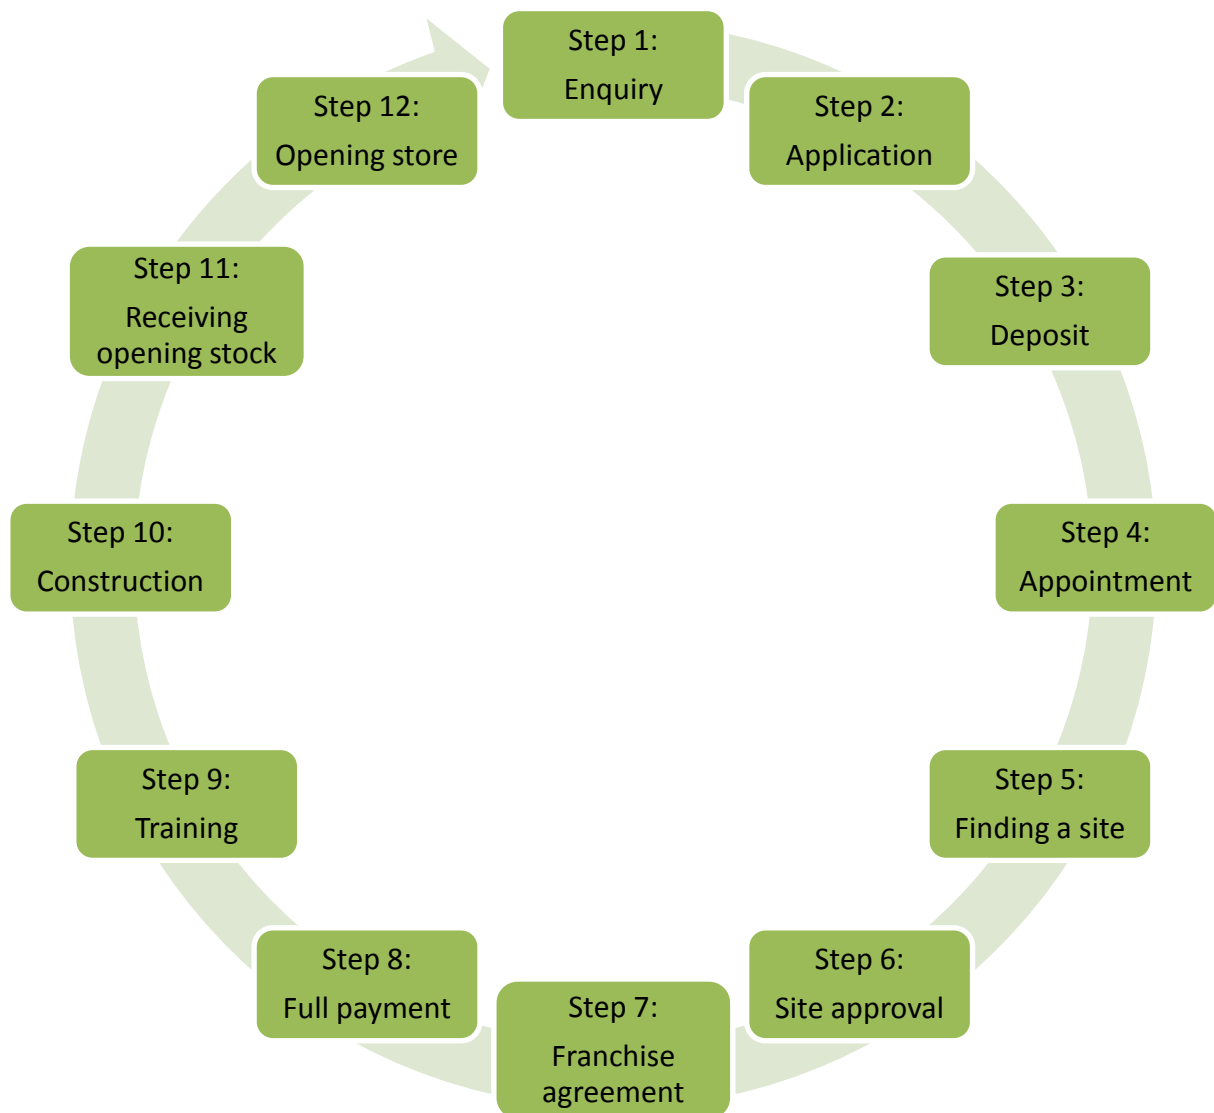 Step 1:
Enquiry
Step 2:
Application
Step 3:
Deposit
Step 4:
Appointment
Step 5:
Finding a site
Step 6:
Site approval
Step 7:
Franchise
agreement
Step 8:
Full payment
Step 9:
Training
Step 10:
Construction
Step 11:
Receiving
opening stock
Step 12:
Opening store